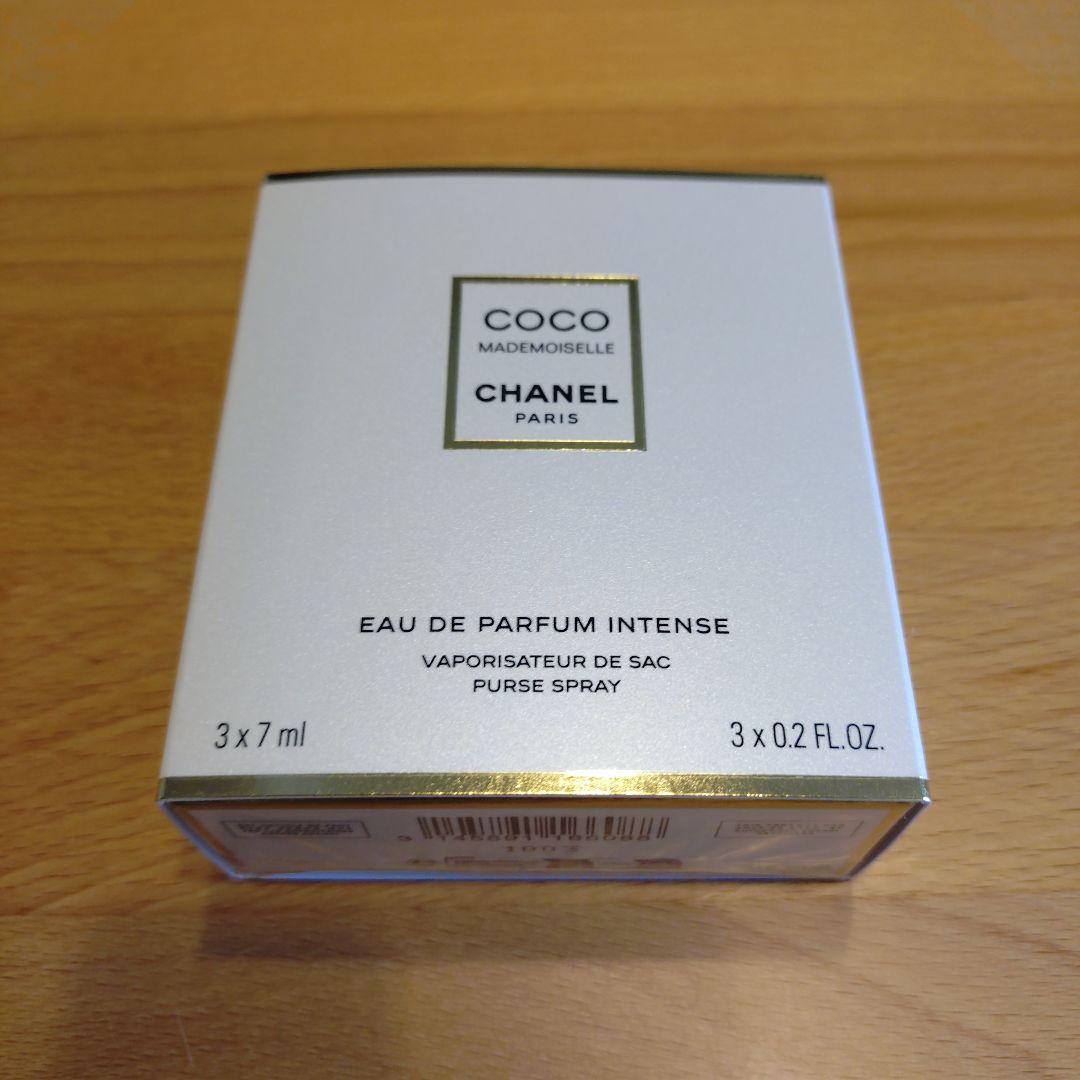 COCO
MADEMOISELLE
CHANEL
PARIS
EAU DE PARFUM INTENSE
VAPORISATEUR DE SAC
PURSE SPRAY
3 x 7 ml
3 x 0.2 FL.OZ.
1003